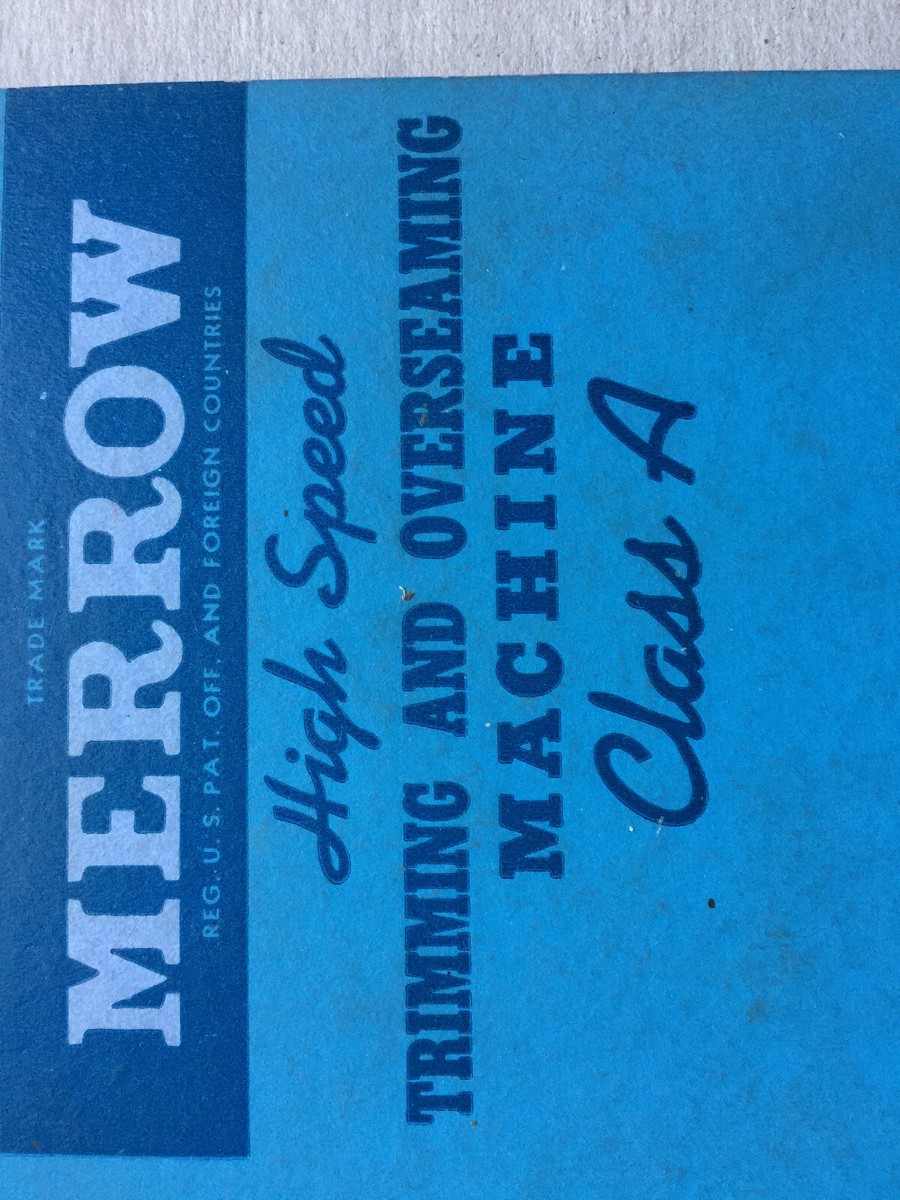 TRADE MARK
MERROW
REG. U. S. PAT. OFF. AND FOREIGN COUNTRIES
High Speed
TRIMMING AND OVERSEAMING
MACHINE
Class A